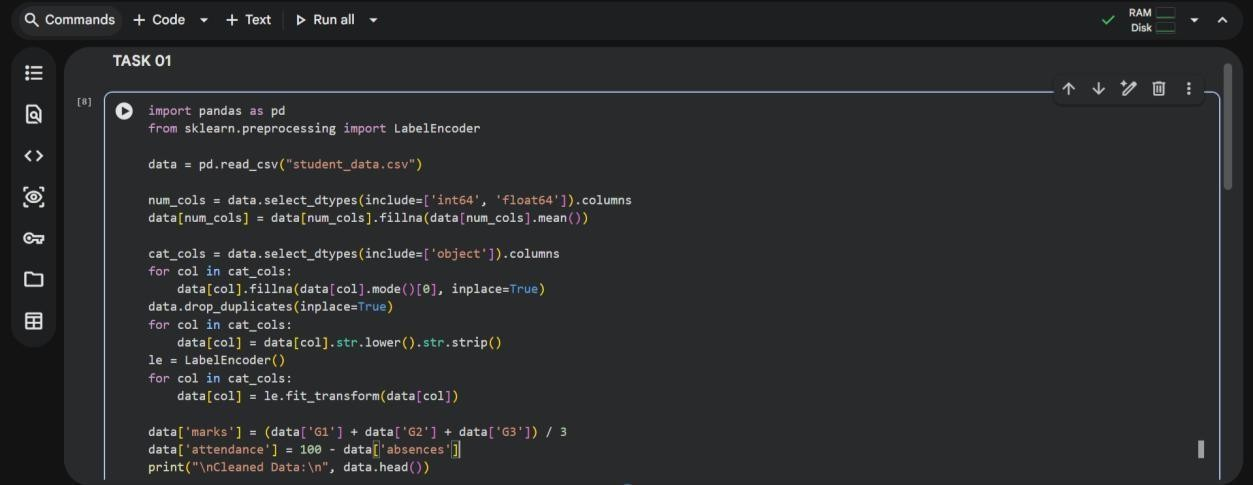 Commands + Code + Text Run all
RAM
Disk
TASK 01
[8]
import pandas as pd
from sklearn.preprocessing import LabelEncoder
data = pd.read_csv("student_data.csv")
num_cols = data.select_dtypes(include=['int64', 'float64']).columns
data[num_cols] = data[num_cols].fillna(data[num_cols].mean())
cat_cols = data.select_dtypes(include=['object']).columns
for col in cat_cols:
    data[col].fillna(data[col].mode()[0], inplace=True)
data.drop_duplicates(inplace=True)
for col in cat_cols:
    data[col] = data[col].str.lower().str.strip()
le = LabelEncoder()
for col in cat_cols:
    data[col] = le.fit_transform(data[col])
data['marks'] = (data['G1'] + data['G2'] + data['G3']) / 3
data['attendance'] = 100 - data['absences']
print("\nCleaned Data:\n", data.head())